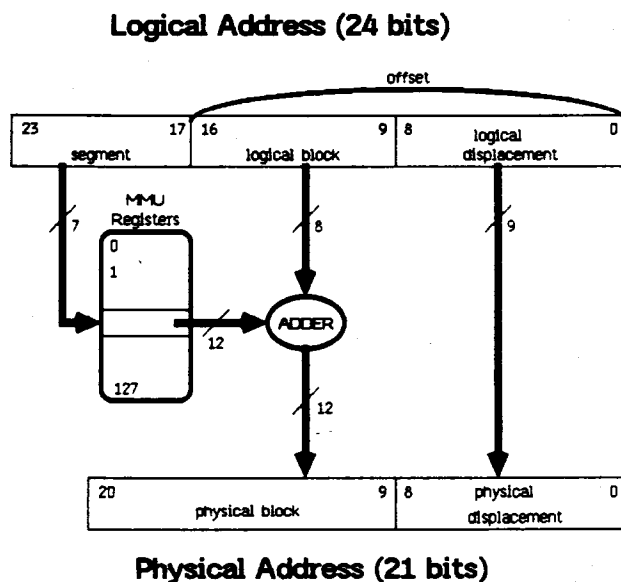 Logical Address (24 bits)
offset
23 17 16 9 8 logical 0
segment logical block displacement
MMU
Registers
7 8 9
0
1
12 ADDER
127
12
20 9 8 physical 0
physical block displacement
Physical Address (21 bits)